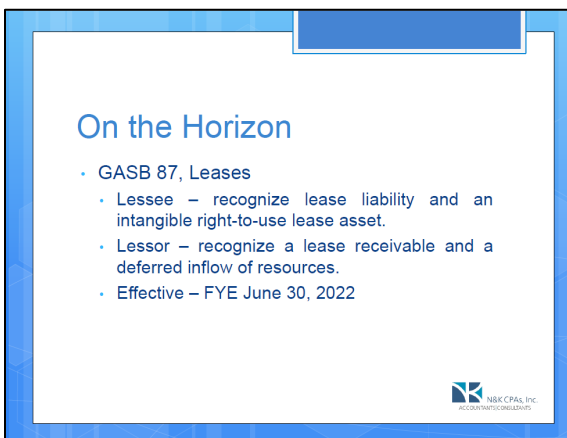 On the Horizon
• GASB 87, Leases
• Lessee – recognize lease liability and an
intangible right-to-use lease asset.
• Lessor – recognize a lease receivable and a
deferred inflow of resources.
• Effective – FYE June 30, 2022
N&K CPAs, Inc.
ACCOUNTANTS|CONSULTANTS